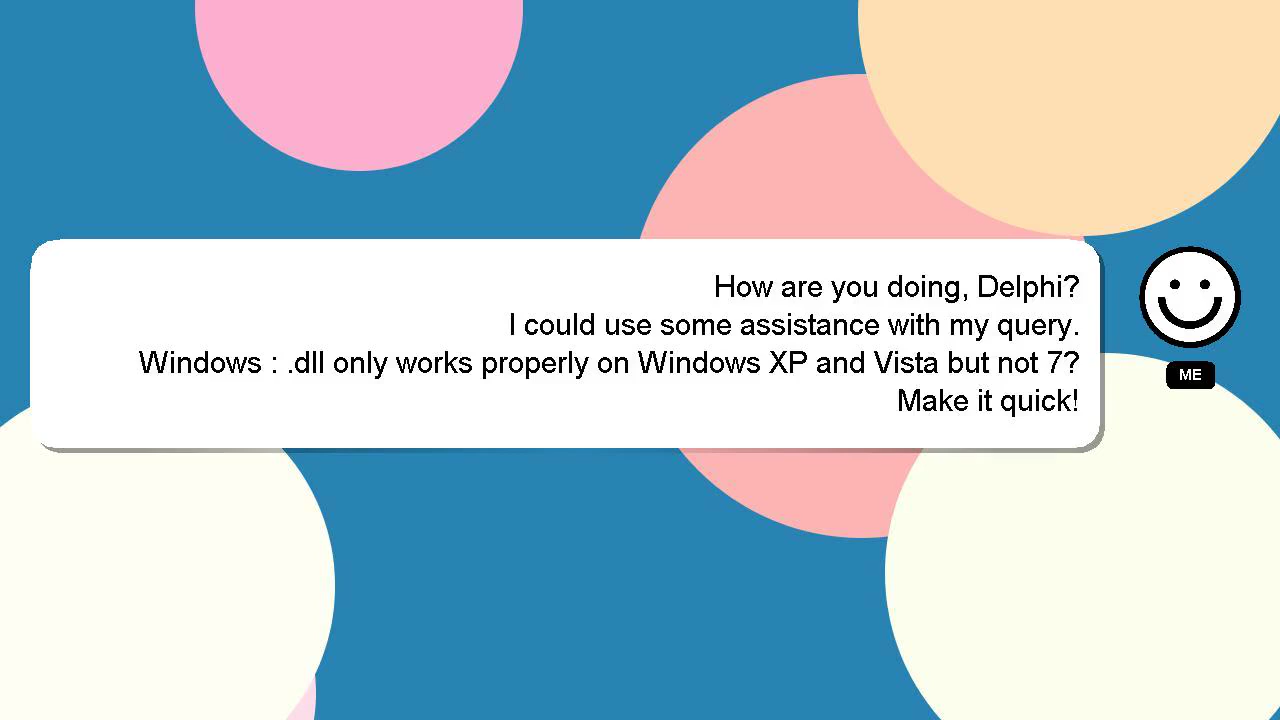 How are you doing, Delphi?
I could use some assistance with my query.
Windows : .dll only works properly on Windows XP and Vista but not 7?
Make it quick!
ME